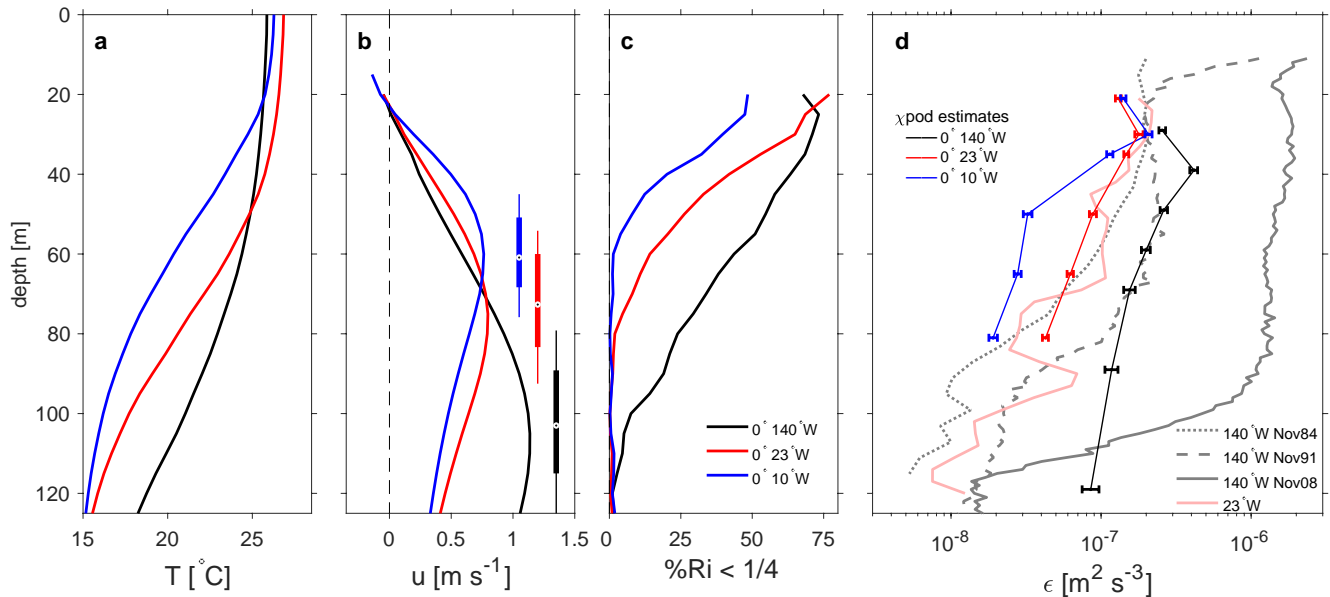 a
b
c
d
0
20
40
60
80
100
120
depth [m]
15
20
25
T [°C]
0
0.5
1
1.5
u [m s⁻¹]
0° 140°W
0° 23°W
0° 10°W
0
25
50
75
%Ri < 1/4
χpod estimates
0° 140°W
0° 23°W
0° 10°W
140°W Nov84
140°W Nov91
140°W Nov08
23°W
10⁻⁸
10⁻⁷
10⁻⁶
ϵ [m² s⁻³]